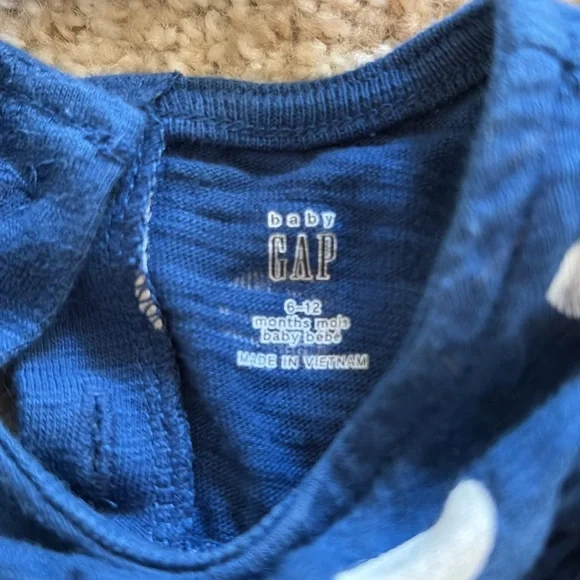 baby
GAP
6-12
months mois
baby bébé
MADE IN VIETNAM